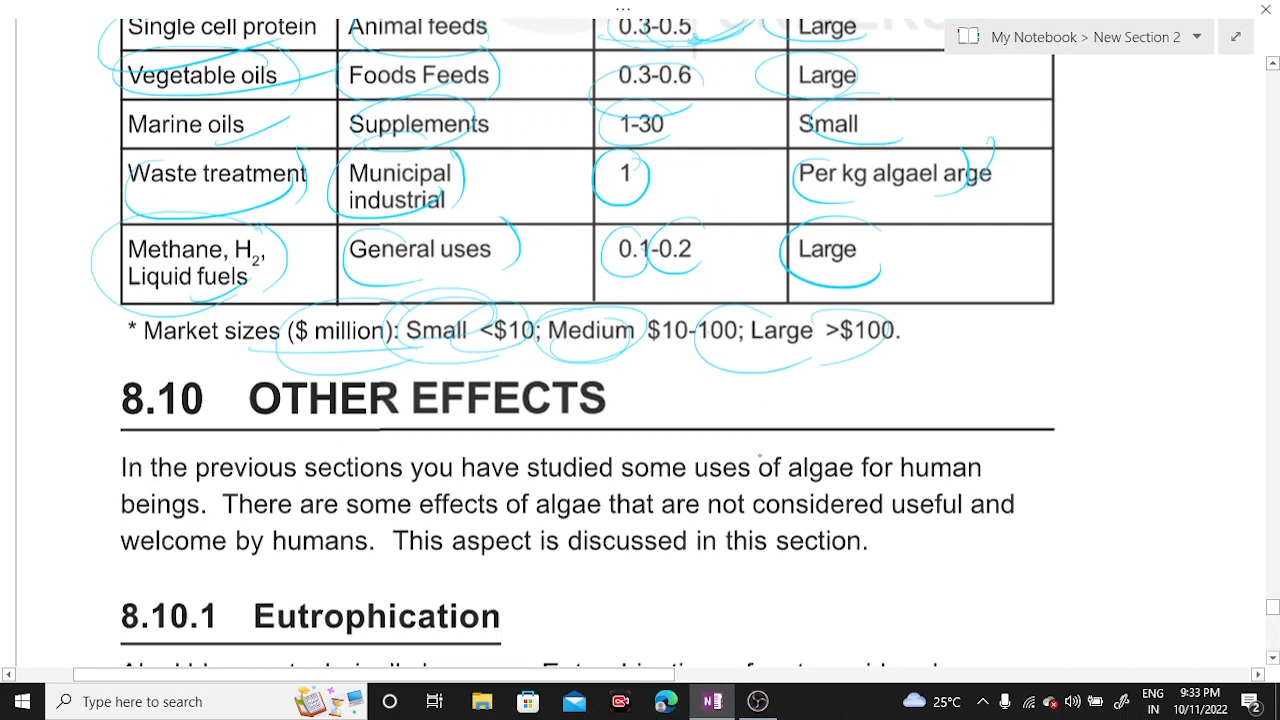 ...
My Notebook > New Section 2
Single cell protein Animal feeds 0.3-0.5 Large
Vegetable oils Foods Feeds 0.3-0.6 Large
Marine oils Supplements 1-30 Small
Waste treatment Municipal industrial 1 Per kg algael arge
Methane, H2, Liquid fuels General uses 0.1-0.2 Large
* Market sizes ($ million): Small <$10; Medium $10-100; Large >$100.
8.10 OTHER EFFECTS
In the previous sections you have studied some uses of algae for human
beings. There are some effects of algae that are not considered useful and
welcome by humans. This aspect is discussed in this section.
8.10.1 Eutrophication
Type here to search
25°C
ENG
IN
9:33 PM
10/11/2022
2